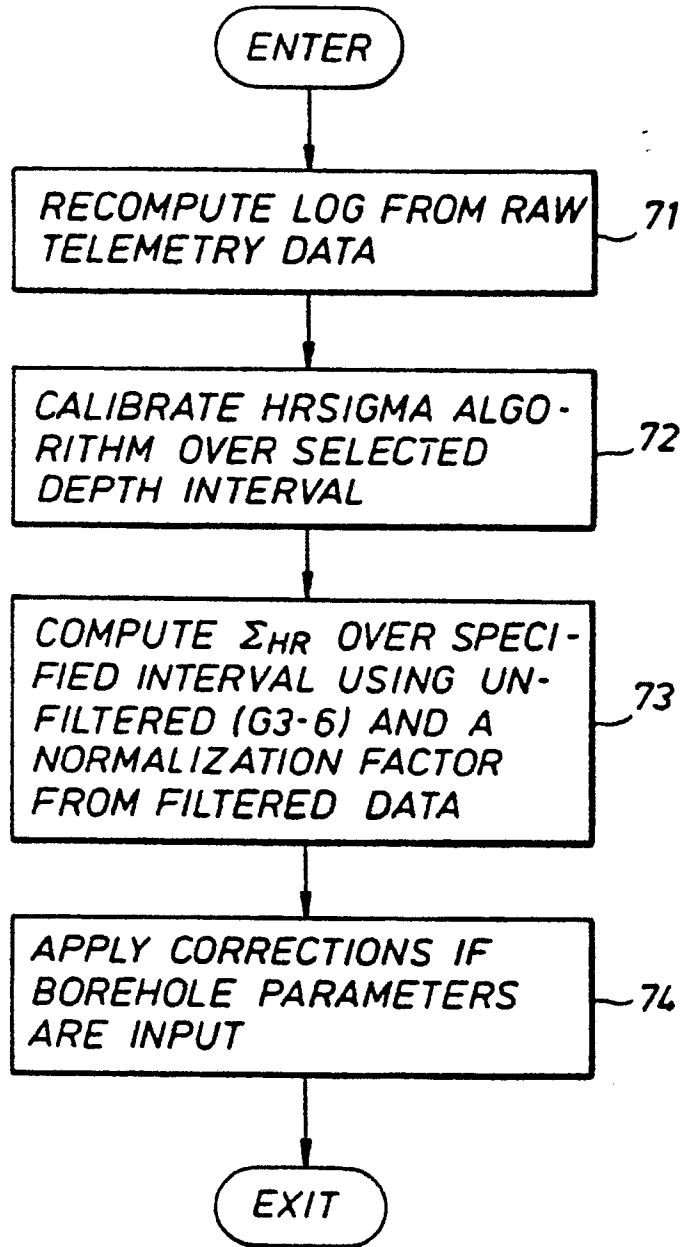 ENTER
RECOMPUTE LOG FROM RAW
TELEMETRY DATA
71
CALIBRATE HRSIGMA ALGO-
RITHM OVER SELECTED
DEPTH INTERVAL
72
COMPUTE Σ_HR OVER SPECI-
FIED INTERVAL USING UN-
FILTERED (G3-6) AND A
NORMALIZATION FACTOR
FROM FILTERED DATA
73
APPLY CORRECTIONS IF
BOREHOLE PARAMETERS
ARE INPUT
74
EXIT